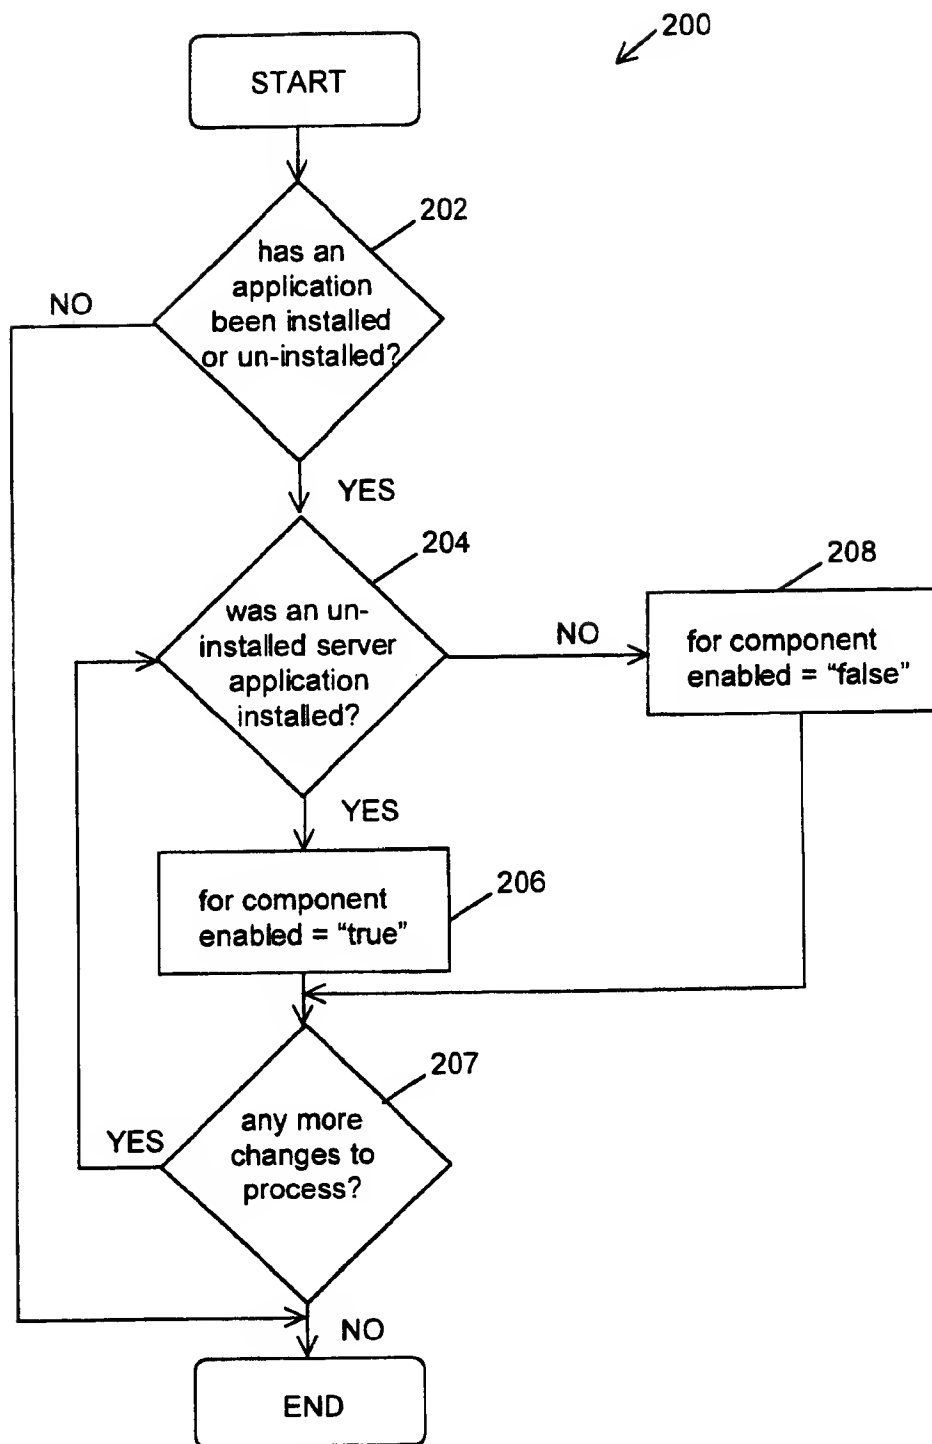 200
START
202
has an
application
been installed
or un-installed?
NO
YES
204
was an un-
installed server
application
installed?
NO
208
for component
enabled = “false”
YES
206
for component
enabled = “true”
207
any more
changes to
process?
YES
NO
END